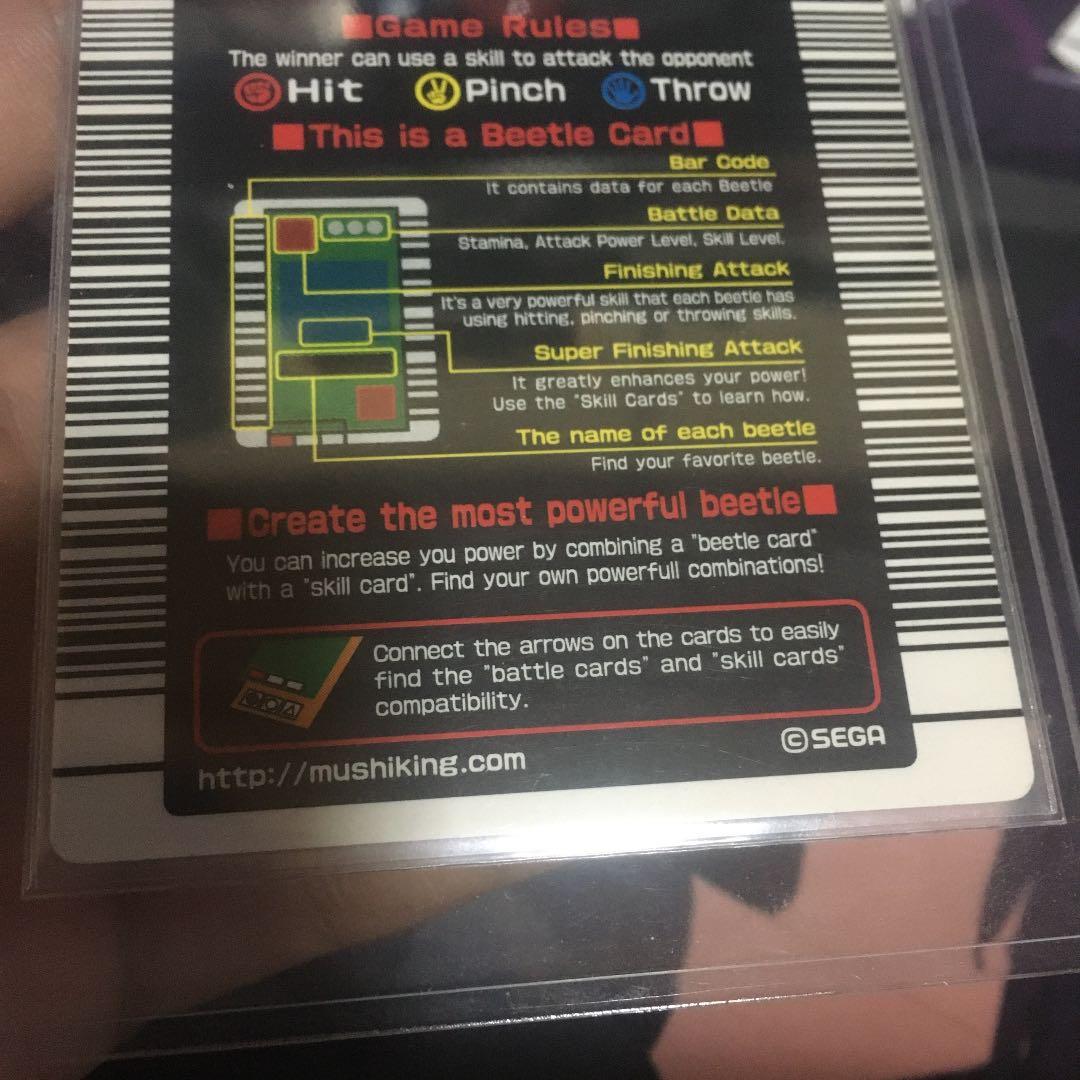 ■Game Rules■
The winner can use a skill to attack the opponent
Hit Pinch Throw
■This is a Beetle Card■
Bar Code
It contains data for each Beetle
Battle Data
Stamina, Attack Power Level, Skill Level.
Finishing Attack
It's a very powerful skill that each beetle has
using hitting, pinching or throwing skills.
Super Finishing Attack
It greatly enhances your power!
Use the "Skill Cards" to learn how.
The name of each beetle
Find your favorite beetle.
■Create the most powerful beetle■
You can increase you power by combining a "beetle card"
with a "skill card". Find your own powerfull combinations!
Connect the arrows on the cards to easily
find the "battle cards" and "skill cards"
compatibility.
©SEGA
http://mushiking.com